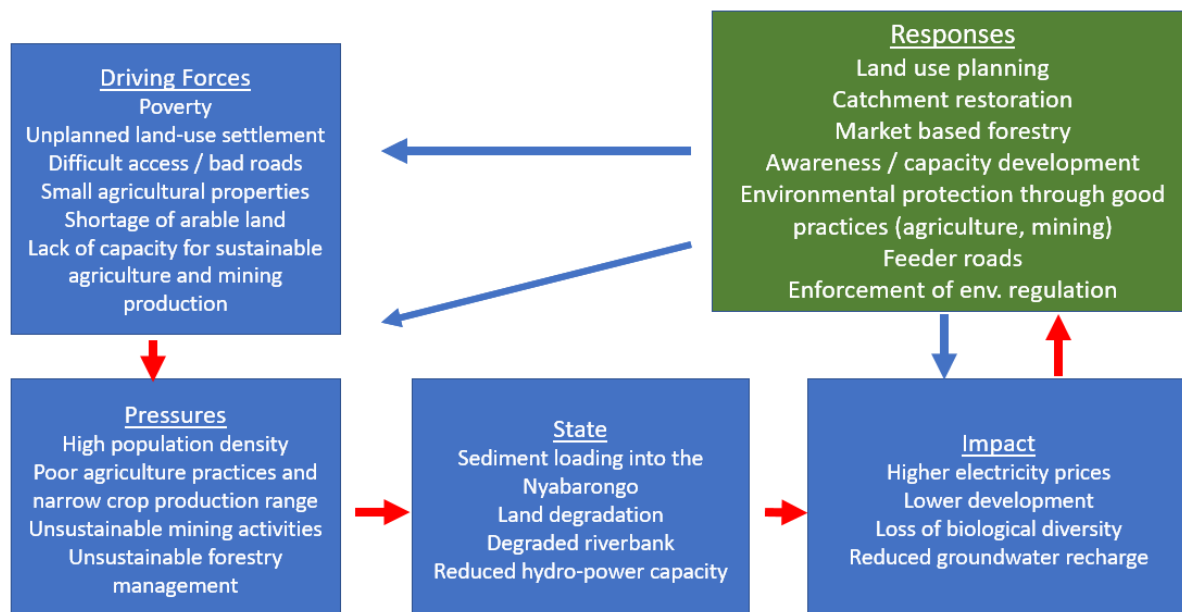 Driving Forces
Poverty
Unplanned land-use settlement
Difficult access / bad roads
Small agricultural properties
Shortage of arable land
Lack of capacity for sustainable
agriculture and mining
production
Responses
Land use planning
Catchment restoration
Market based forestry
Awareness / capacity development
Environmental protection through good
practices (agriculture, mining)
Feeder roads
Enforcement of env. regulation
Pressures
High population density
Poor agriculture practices and
narrow crop production range
Unsustainable mining activities
Unsustainable forestry
management
State
Sediment loading into the
Nyabarongo
Land degradation
Degraded riverbank
Reduced hydro-power capacity
Impact
Higher electricity prices
Lower development
Loss of biological diversity
Reduced groundwater recharge